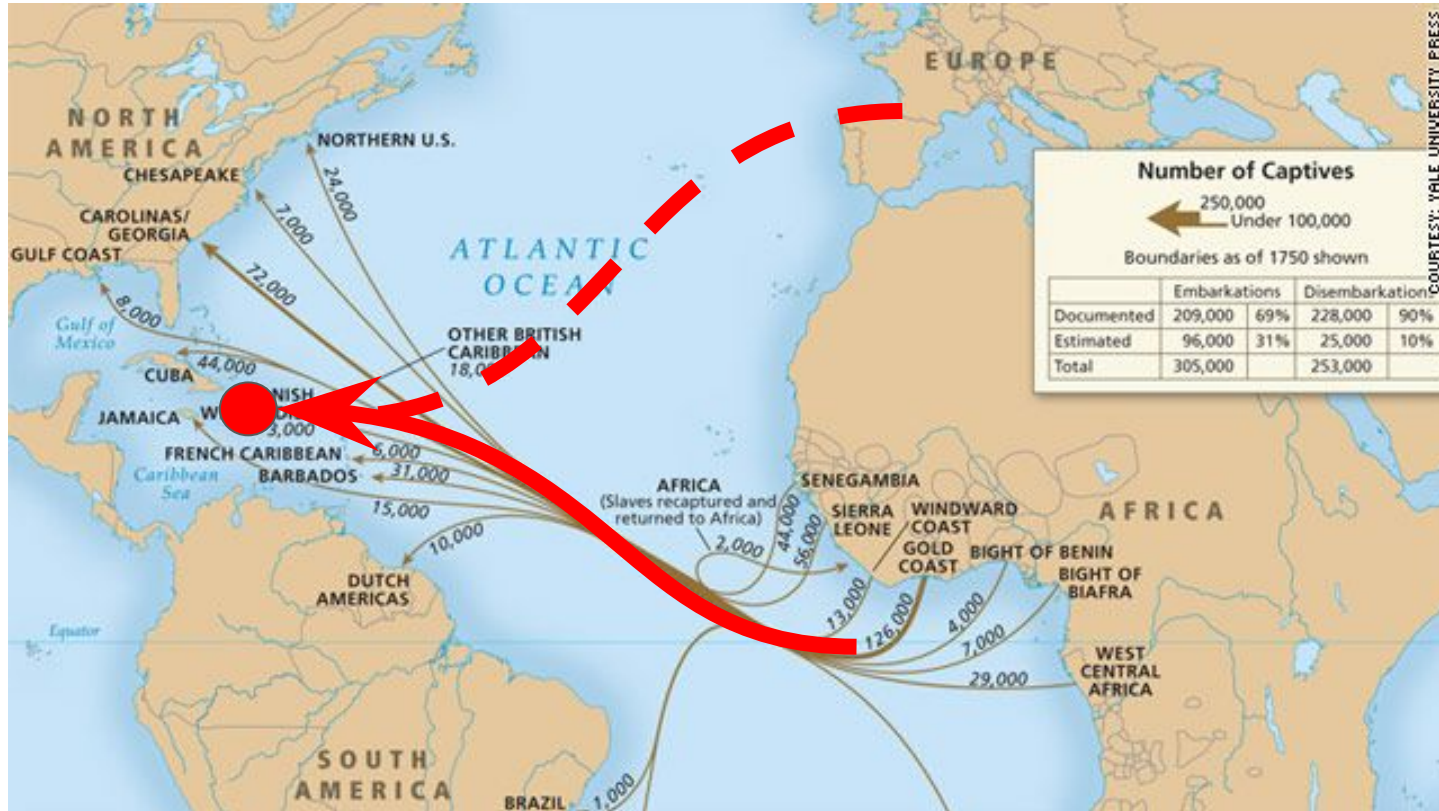 NORTH
AMERICA
NORTHERN U.S.
CHESAPEAKE
CAROLINAS/
GEORGIA
GULF COAST
24,000
7,000
72,000
8,000
44,000
Gulf of
Mexico
ATLANTIC
OCEAN
OTHER BRITISH
CARIBBEAN
CUBA
NISH
JAMAICA
3,000
FRENCH CARIBBEAN
6,000
BARBADOS
31,000
Caribbean
Sea
15,000
10,000
DUTCH
AMERICAS
Equator
SOUTH
AMERICA
BRAZIL
1,000
EUROPE
Number of Captives
250,000
Under 100,000
Boundaries as of 1750 shown
Embarkations Disembarkations
Documented 209,000 69% 228,000 90%
Estimated 96,000 31% 25,000 10%
Total 305,000 253,000
COURTESY: YALE UNIVERSITY PRESS
AFRICA
(Slaves recaptured and
returned to Africa)
2,000
44,000
56,000
SENEGAMBIA
SIERRA
LEONE
WINDWARD
COAST
GOLD
COAST
BIGHT OF BENIN
BIGHT OF
BIAFRA
AFRICA
13,000
126,000
4,000
7,000
29,000
WEST
CENTRAL
AFRICA